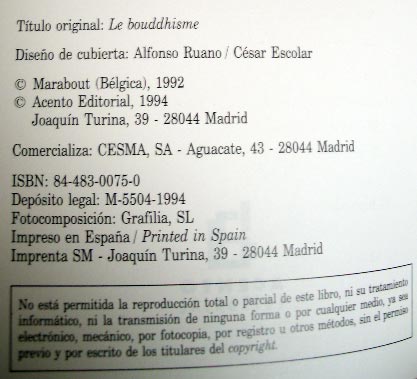 Título original: Le bouddhisme
Diseño de cubierta: Alfonso Ruano / César Escolar
© Marabout (Bélgica), 1992
© Acento Editorial, 1994
Joaquín Turina, 39 - 28044 Madrid
Comercializa: CESMA, SA - Aguacate, 43 - 28044 Madrid
ISBN: 84-483-0075-0
Depósito legal: M-5504-1994
Fotocomposición: Grafilia, SL
Impreso en España / Printed in Spain
Imprenta SM - Joaquín Turina, 39 - 28044 Madrid
No está permitida la reproducción total o parcial de este libro, ni su tratamiento
informático, ni la transmisión de ninguna forma o por cualquier medio, ya sea
electrónico, mecánico, por fotocopia, por registro u otros métodos, sin el permiso
previo y por escrito de los titulares del copyright.